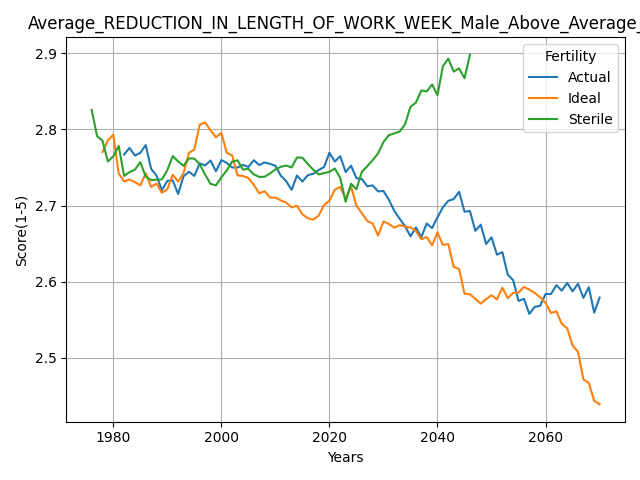 Average_REDUCTION_IN_LENGTH_OF_WORK_WEEK_Male_Above_Average_
Fertility
Actual
Ideal
Sterile
Score(1-5)
2.9
2.8
2.7
2.6
2.5
1980 2000 2020 2040 2060
Years